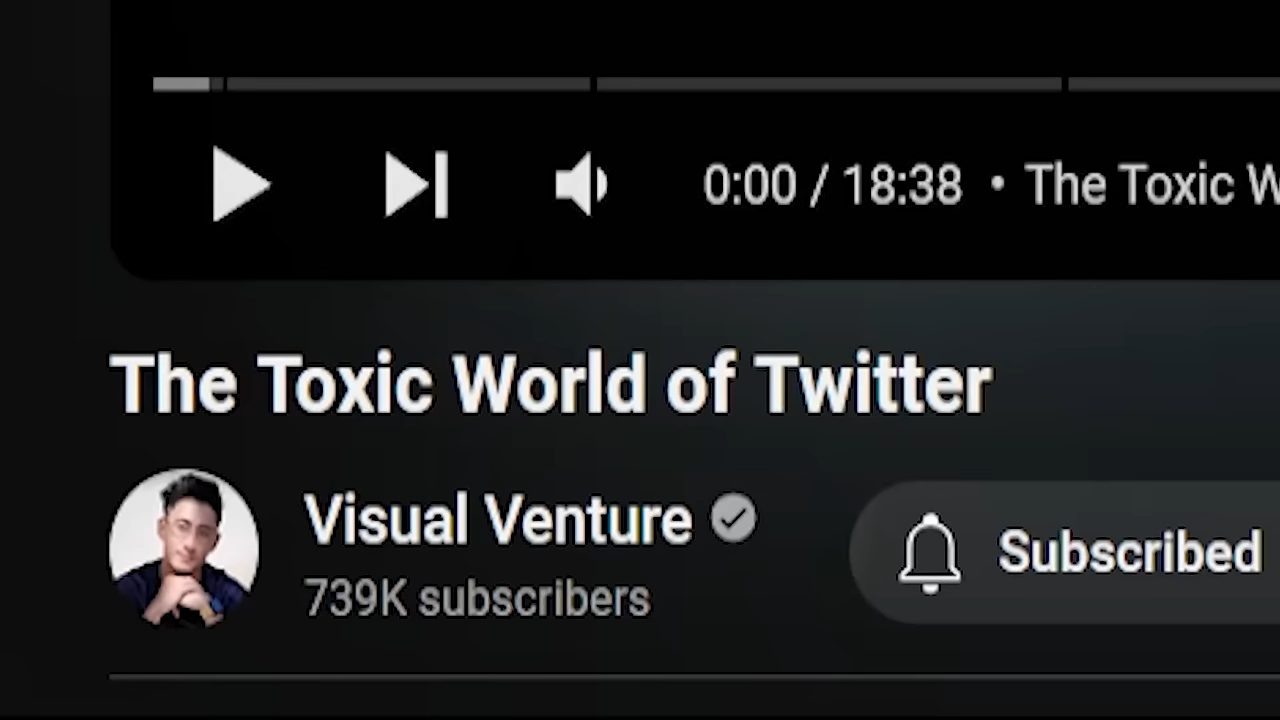 0:00 / 18:38 • The Toxic W
The Toxic World of Twitter
Visual Venture
739K subscribers
Subscribed